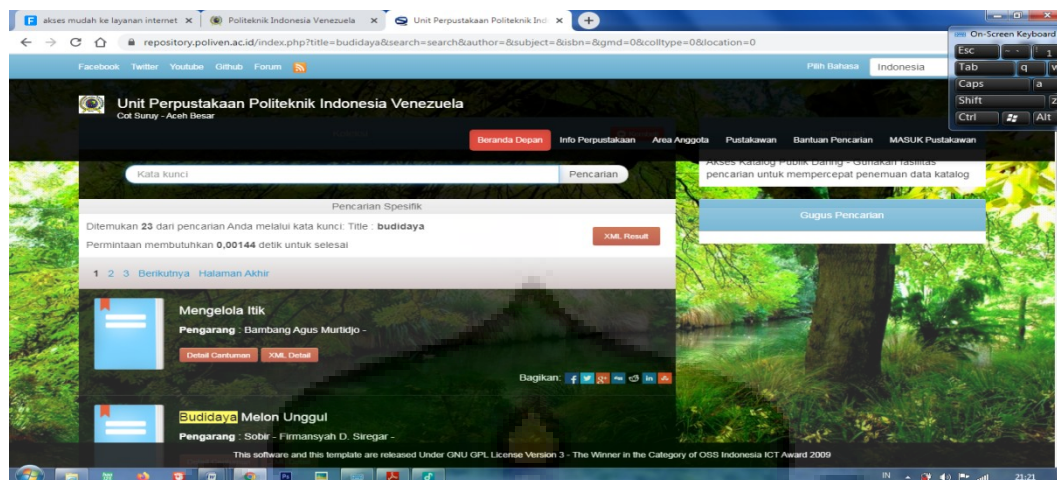 akses mudah ke layanan internet
Politeknik Indonesia Venezuela
Unit Perpustakaan Politeknik Ind
repository.poliven.ac.id/index.php?title=budidaya&search=search&author=&subject=&isbn=&gmd=0&colltype=0&location=0
On-Screen Keyboard
Esc ~ ` ! 1
Tab q w
Caps a
Shift z
Ctrl Alt
Facebook Twitter Youtube Github Forum
Pilih Bahasa Indonesia
Unit Perpustakaan Politeknik Indonesia Venezuela
Cot Suruy - Aceh Besar
Beranda Depan Info Perpustakaan Area Anggota Pustakawan Bantuan Pencarian MASUK Pustakawan
Kata kunci Pencarian
Akses Katalog Publik Daring - Gunakan fasilitas
pencarian untuk mempercepat penemuan data katalog
Pencarian Spesifik
Gugus Pencarian
Ditemukan 23 dari pencarian Anda melalui kata kunci: Title : budidaya
Permintaan membutuhkan 0,00144 detik untuk selesai
XML Result
1 2 3 Berikutnya Halaman Akhir
Mengelola Itik
Pengarang : Bambang Agus Murtidjo -
Detail Cantuman XML Detail
Bagikan:
Budidaya Melon Unggul
Pengarang : Sobir - Firmansyah D. Siregar -
This software and this template are released Under GNU GPL License Version 3 - The Winner in the Category of OSS Indonesia ICT Award 2009
IN 21:21